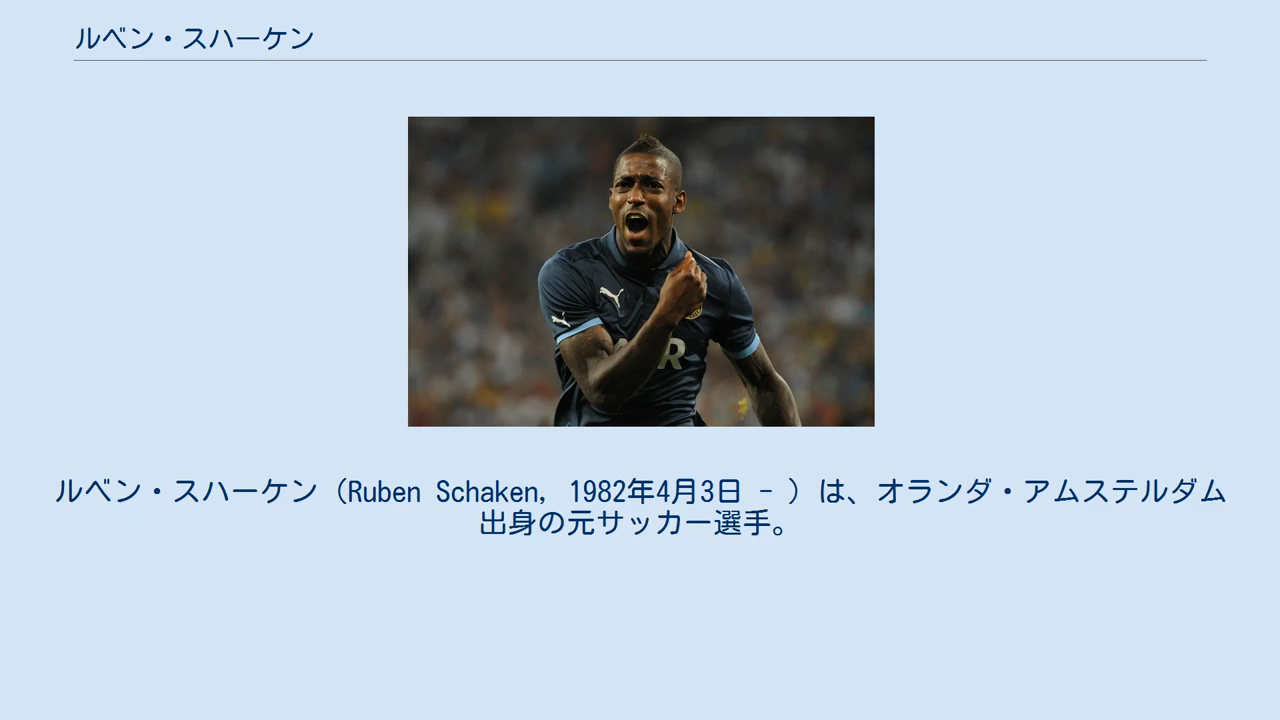 ルベン・スハーケン
ルベン・スハーケン（Ruben Schaken, 1982年4月3日 - ）は、オランダ・アムステルダム
出身の元サッカー選手。